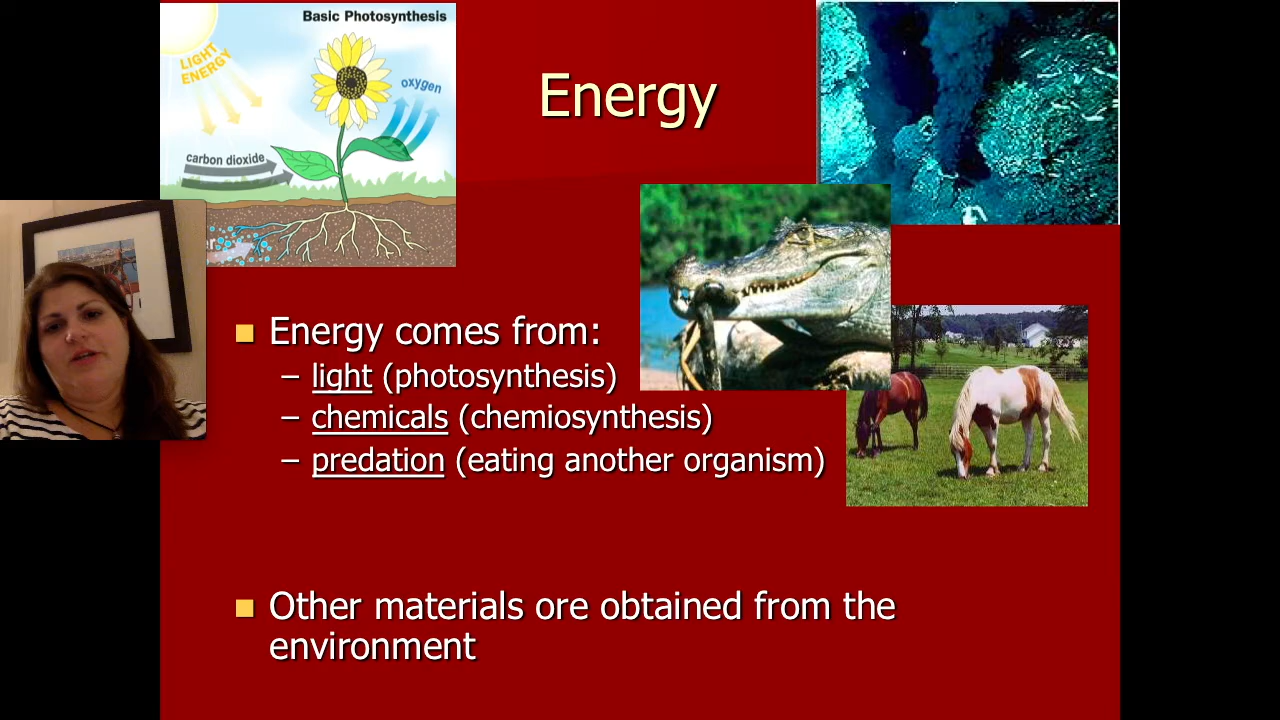 Basic Photosynthesis
LIGHT
ENERGY
oxygen
carbon dioxide
Energy
Energy comes from:
– light (photosynthesis)
– chemicals (chemiosynthesis)
– predation (eating another organism)
Other materials ore obtained from the
environment